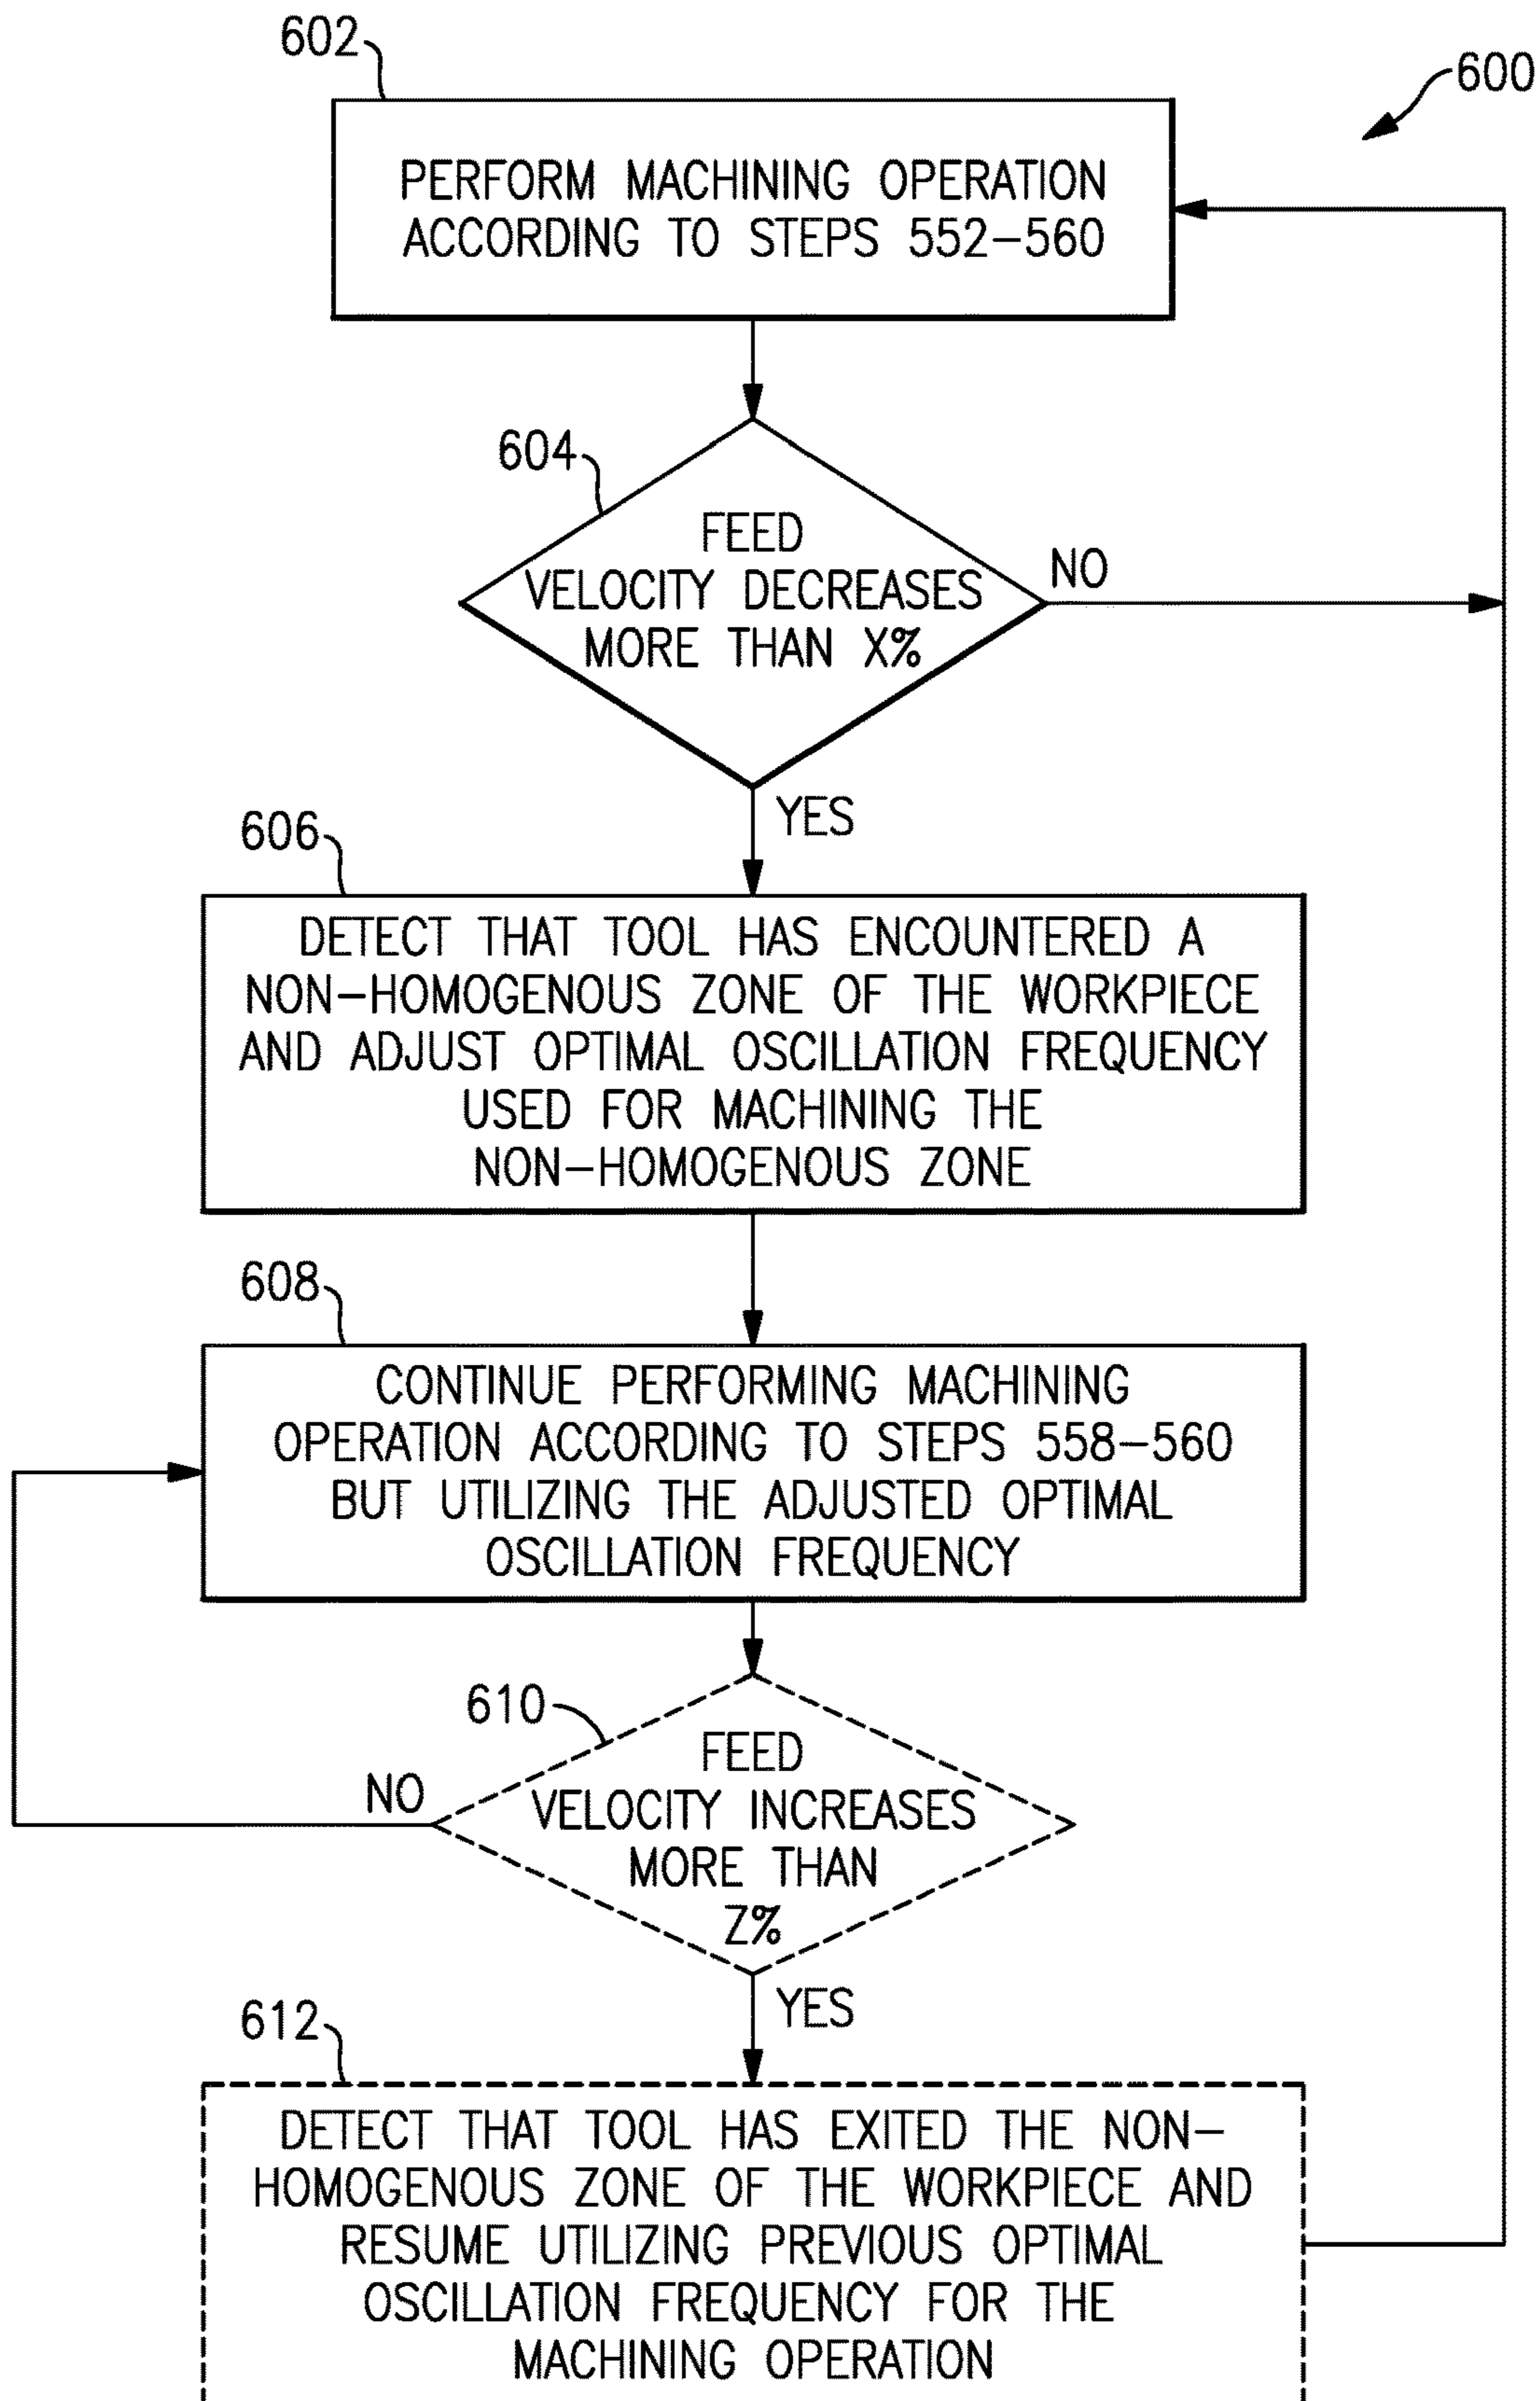 602
600
PERFORM MACHINING OPERATION
ACCORDING TO STEPS 552-560
604
FEED
VELOCITY DECREASES
MORE THAN X%
NO
YES
606
DETECT THAT TOOL HAS ENCOUNTERED A
NON-HOMOGENOUS ZONE OF THE WORKPIECE
AND ADJUST OPTIMAL OSCILLATION FREQUENCY
USED FOR MACHINING THE
NON-HOMOGENOUS ZONE
608
CONTINUE PERFORMING MACHINING
OPERATION ACCORDING TO STEPS 558-560
BUT UTILIZING THE ADJUSTED OPTIMAL
OSCILLATION FREQUENCY
610
FEED
VELOCITY INCREASES
MORE THAN
Z%
NO
YES
612
DETECT THAT TOOL HAS EXITED THE NON-
HOMOGENOUS ZONE OF THE WORKPIECE AND
RESUME UTILIZING PREVIOUS OPTIMAL
OSCILLATION FREQUENCY FOR THE
MACHINING OPERATION